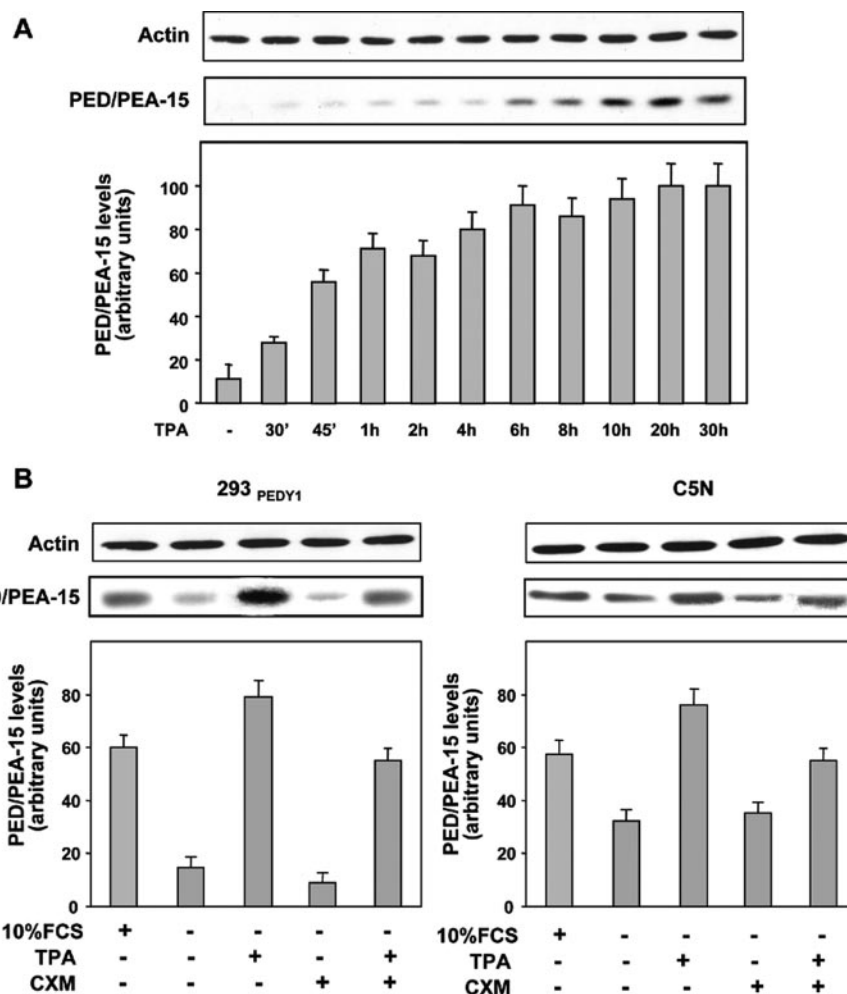 A
Actin
PED/PEA-15
PED/PEA-15 levels
(arbitrary units)
100
80
60
40
20
0
TPA - 30' 45' 1h 2h 4h 6h 8h 10h 20h 30h
B
293 PEDY1
Actin
/PEA-15
PED/PEA-15 levels
(arbitrary units)
80
60
40
20
0
10%FCS + - - - -
TPA - - + - +
CXM - - - + +
C5N
PED/PEA-15 levels
(arbitrary units)
80
60
40
20
0
10%FCS + - - - -
TPA - - + - +
CXM - - - + +